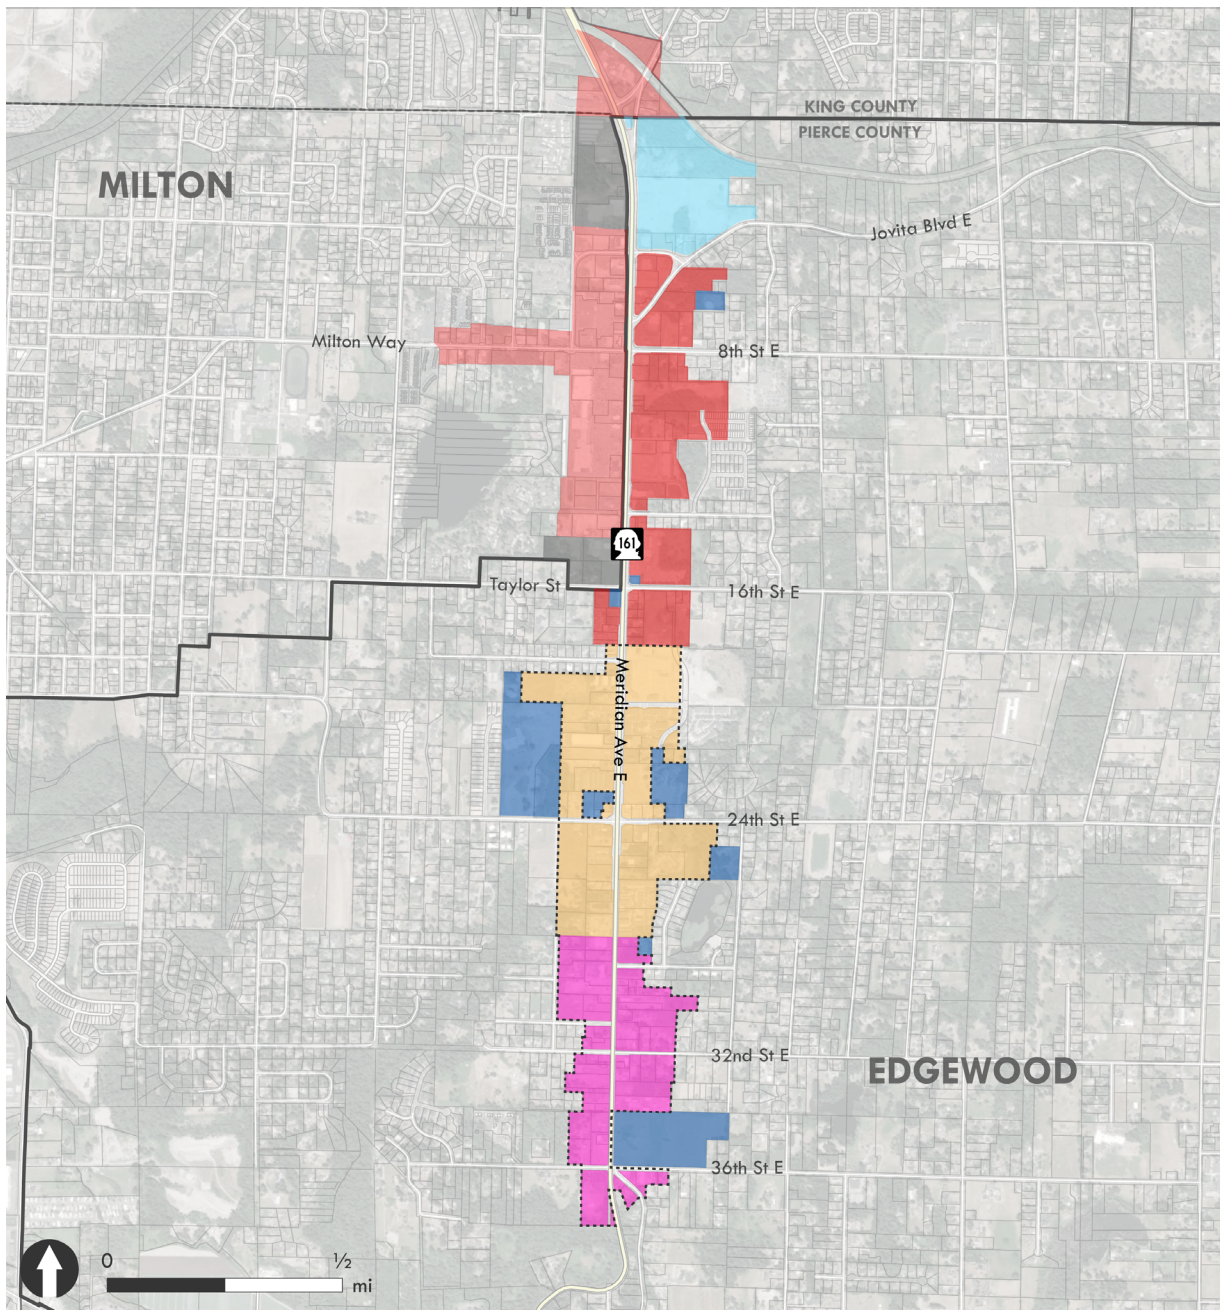 KING COUNTY
PIERCE COUNTY
MILTON
Jovita Blvd E
Milton Way
8th St E
161
Taylor St
16th St E
Meridian Ave E
24th St E
32nd St E
EDGEWOOD
36th St E
0 ½
mi